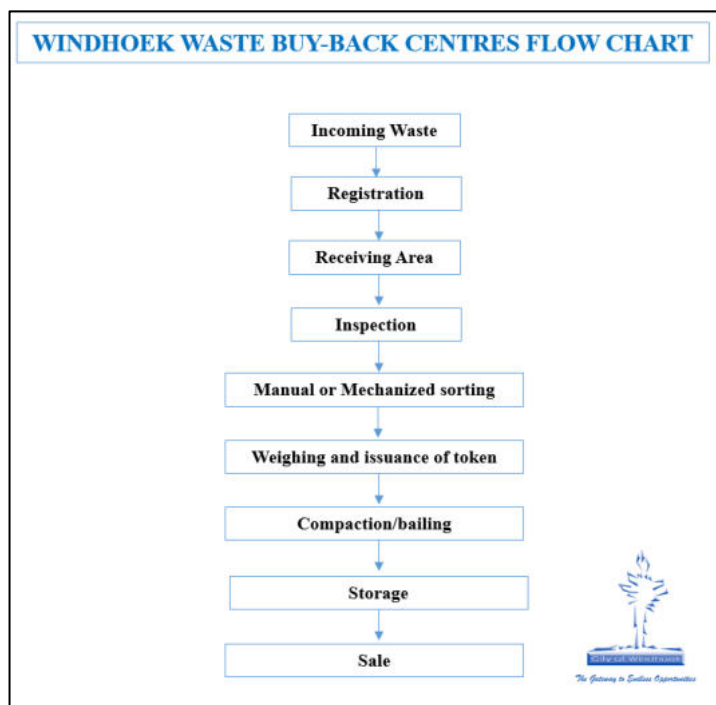 WINDHOEK WASTE BUY-BACK CENTRES FLOW CHART
Incoming Waste
Registration
Receiving Area
Inspection
Manual or Mechanized sorting
Weighing and issuance of token
Compaction/bailing
Storage
Sale
City of Windhoek
The Gateway to Endless Opportunities